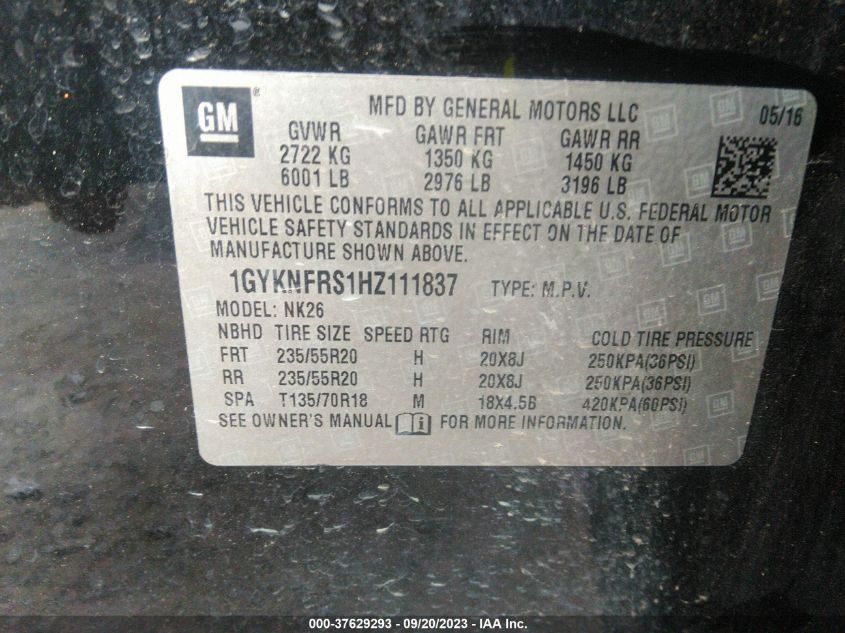 GM ® MFD BY GENERAL MOTORS LLC 05/16
GVWR GAWR FRT GAWR RR
2722 KG 1350 KG 1450 KG
6001 LB 2976 LB 3196 LB
THIS VEHICLE CONFORMS TO ALL APPLICABLE U.S. FEDERAL MOTOR
VEHICLE SAFETY STANDARDS IN EFFECT ON THE DATE OF
MANUFACTURE SHOWN ABOVE.
1GYKNFRS1HZ111837 TYPE: M.P.V.
MODEL: NK26
NBHD TIRE SIZE SPEED RTG RIM COLD TIRE PRESSURE
FRT 235/55R20 H 20X8J 250KPA(36PSI)
RR 235/55R20 H 20X8J 250KPA(36PSI)
SPA T135/70R18 M 18X4.5B 420KPA(60PSI)
SEE OWNER'S MANUAL i FOR MORE INFORMATION.
000-37629293 - 09/20/2023 - IAA Inc.